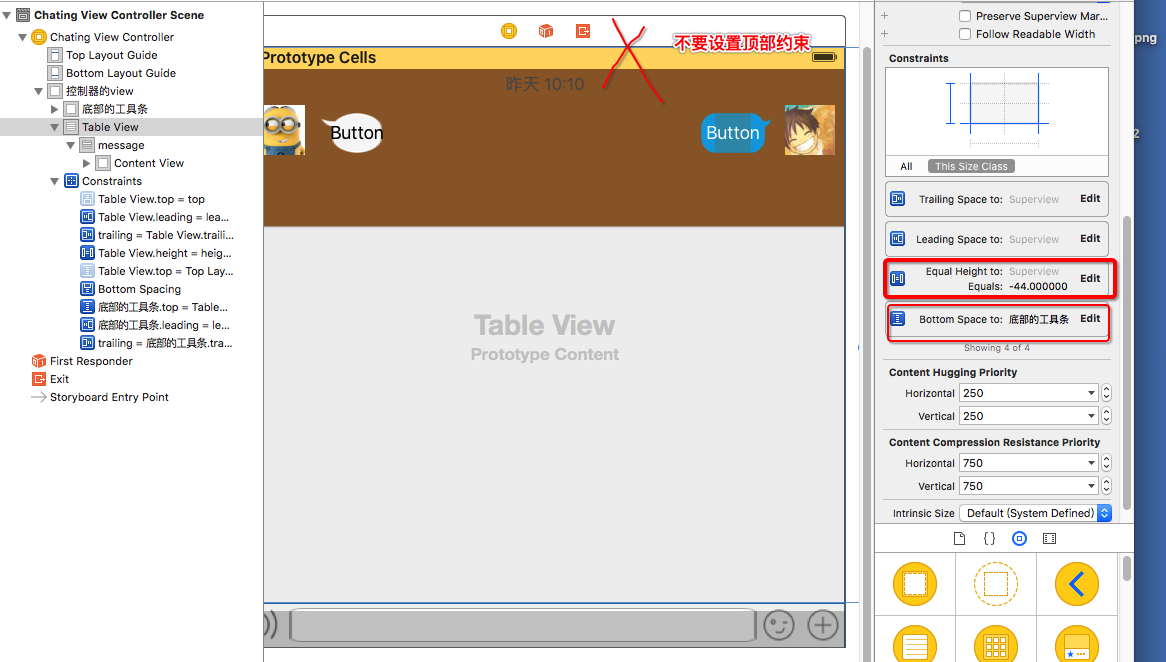 Chating View Controller Scene
Chating View Controller
Top Layout Guide
Bottom Layout Guide
控制器的view
底部的工具条
Table View
message
Content View
Constraints
Table View.top = top
Table View.leading = lea...
trailing = Table View.traili...
Table View.height = heig...
Table View.top = Top Lay...
Bottom Spacing
底部的工具条.top = Table...
底部的工具条.leading = le...
trailing = 底部的工具条.tra...
First Responder
Exit
Storyboard Entry Point
不要设置顶部约束
Prototype Cells
昨天 10:10
Button
Button
Table View
Prototype Content
Preserve Superview Mar...
Follow Readable Width
Constraints
All
This Size Class
Trailing Space to: Superview Edit
Leading Space to: Superview Edit
Equal Height to: Superview
Equals: -44.000000 Edit
Bottom Space to: 底部的工具条 Edit
Showing 4 of 4
Content Hugging Priority
Horizontal 250
Vertical 250
Content Compression Resistance Priority
Horizontal 750
Vertical 750
Intrinsic Size Default (System Defined)
png
2